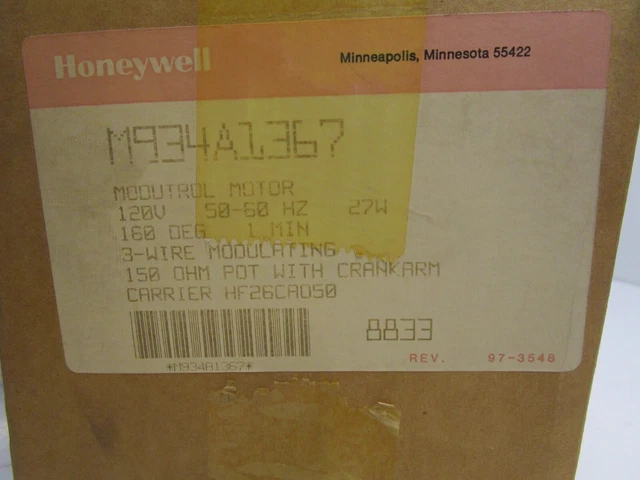 Honeywell
Minneapolis, Minnesota 55422
M934A1367
MODUTROL MOTOR
120V 50-60 HZ 27W
160 DEG 1 MIN
3-WIRE MODULATING
150 OHM POT WITH CRANKARM
CARRIER HF26CA050
8833
*M934A1367*
REV. 97-3548